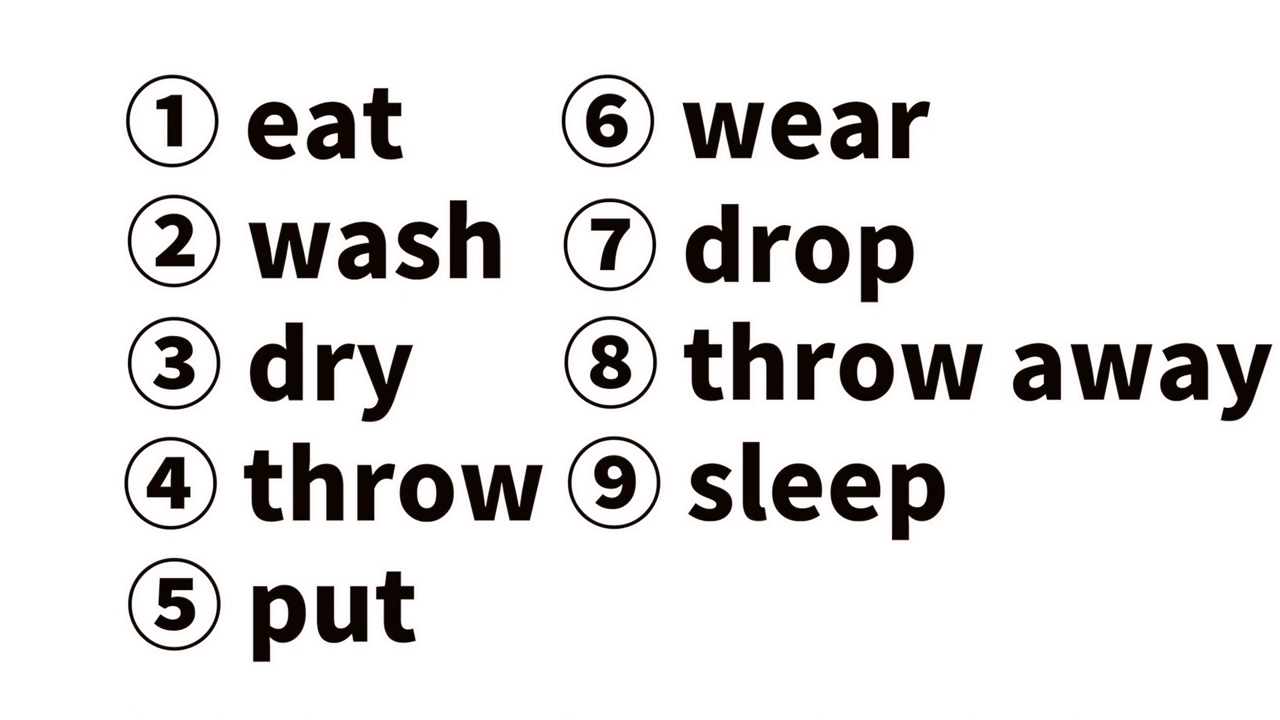 ① eat
② wash
③ dry
④ throw
⑤ put
⑥ wear
⑦ drop
⑧ throw away
⑨ sleep